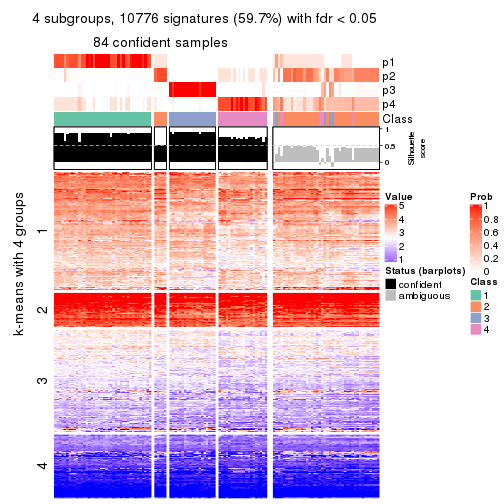 4 subgroups, 10776 signatures (59.7%) with fdr < 0.05
84 confident samples
p1
p2
p3
p4
Class
1
0.5
0
Silhouette
score
k-means with 4 groups
1
2
3
4
Value
5
4
3
2
1
Status (barplots)
confident
ambiguous
Prob
1
0.8
0.6
0.4
0.2
0
Class
1
2
3
4